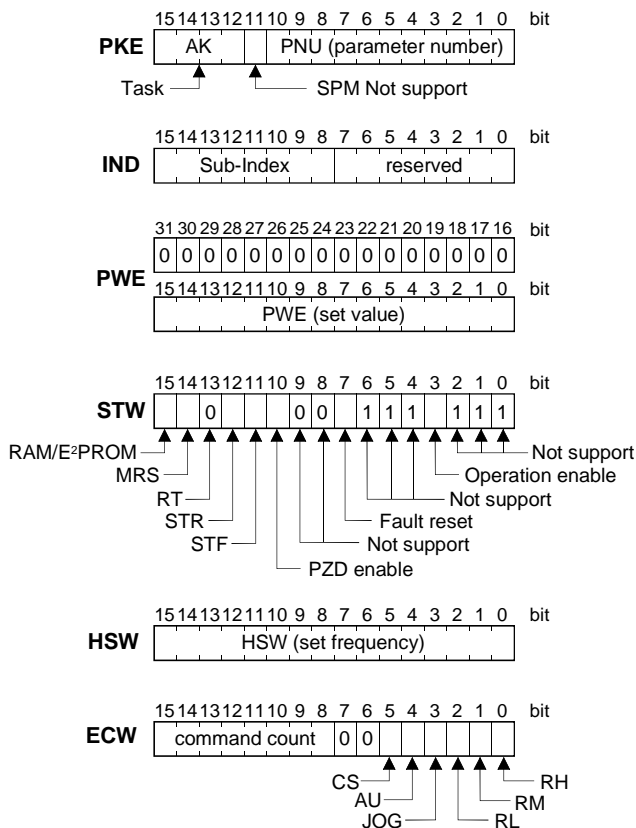 15 14 13 12 11 10 9 8 7 6 5 4 3 2 1 0 bit
PKE AK PNU (parameter number)
Task SPM Not support
15 14 13 12 11 10 9 8 7 6 5 4 3 2 1 0 bit
IND Sub-Index reserved
31 30 29 28 27 26 25 24 23 22 21 20 19 18 17 16 bit
0 0 0 0 0 0 0 0 0 0 0 0 0 0 0 0
PWE
15 14 13 12 11 10 9 8 7 6 5 4 3 2 1 0 bit
PWE (set value)
15 14 13 12 11 10 9 8 7 6 5 4 3 2 1 0 bit
STW 0 0 0 1 1 1 1 1 1
RAM/E²PROM Not support
MRS Operation enable
RT Not support
STR Fault reset
STF Not support
PZD enable
15 14 13 12 11 10 9 8 7 6 5 4 3 2 1 0 bit
HSW HSW (set frequency)
15 14 13 12 11 10 9 8 7 6 5 4 3 2 1 0 bit
ECW command count 0 0
CS RH
AU RM
JOG RL